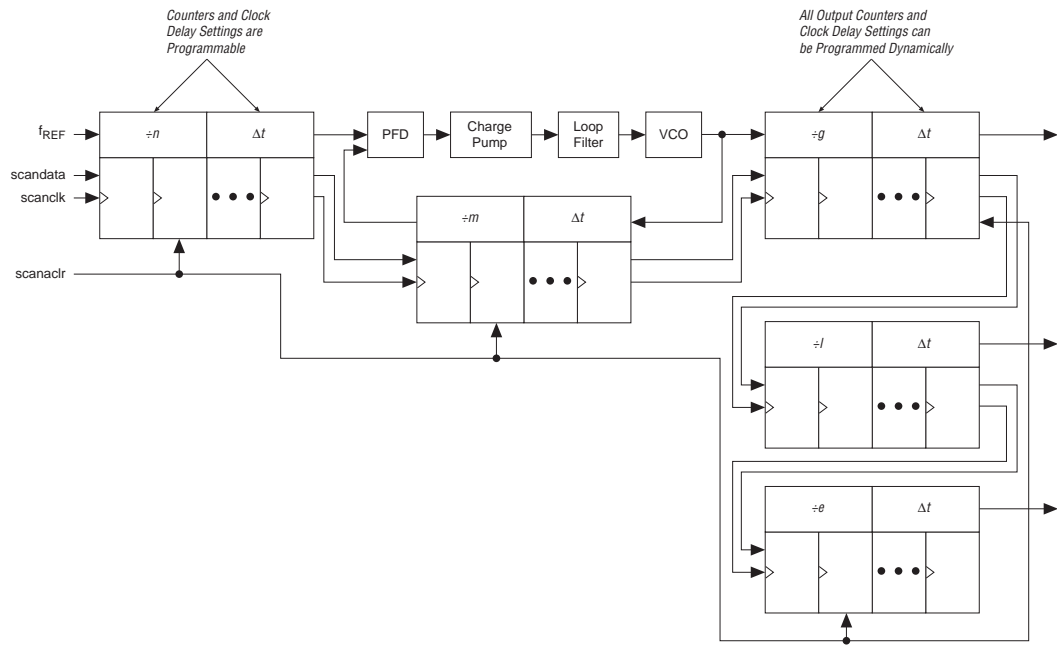 Counters and Clock
Delay Settings are
Programmable
All Output Counters and
Clock Delay Settings can
be Programmed Dynamically
fREF
÷n
Δt
PFD
Charge
Pump
Loop
Filter
VCO
÷g
Δt
scandata
scanclk
÷m
Δt
scanaclr
÷l
Δt
÷e
Δt